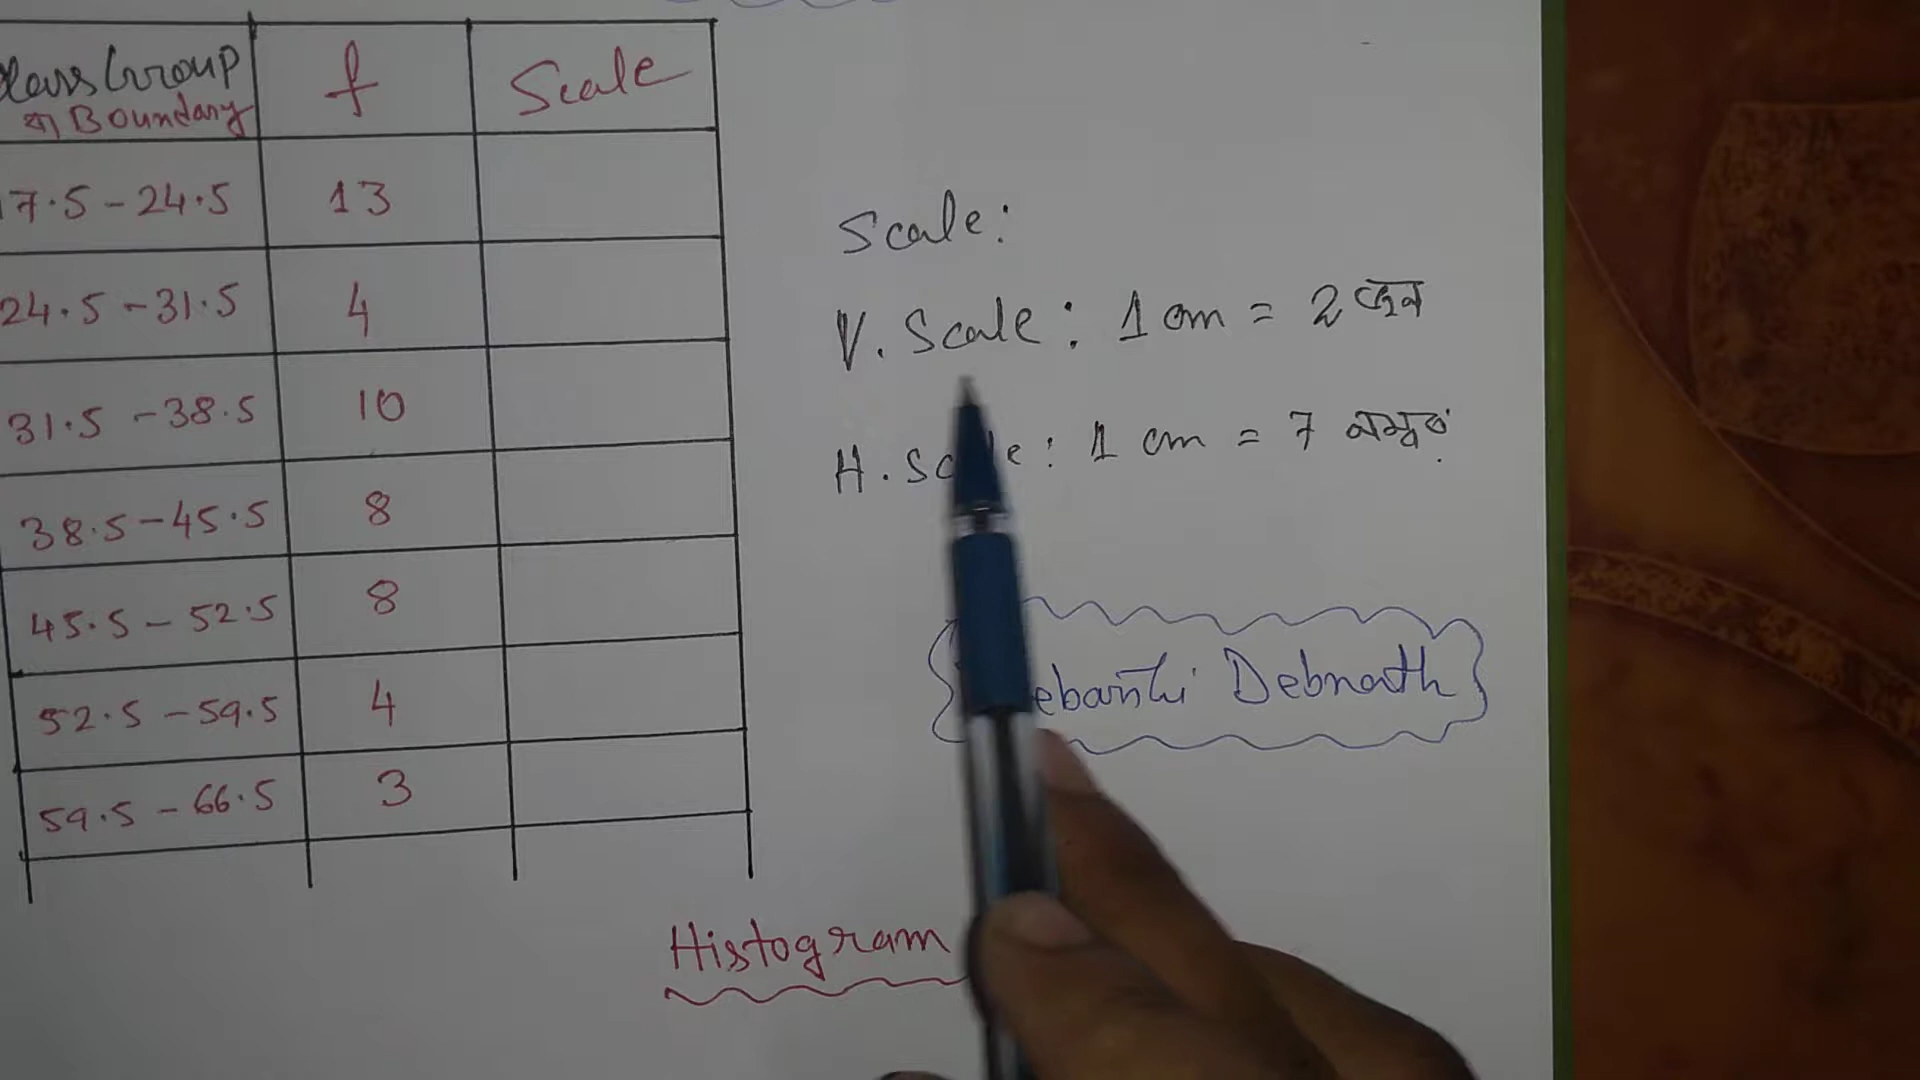 Class Group f Scale
বা Boundary
17.5 - 24.5 13
24.5 - 31.5 4
31.5 - 38.5 10
38.5 - 45.5 8
45.5 - 52.5 8
52.5 - 59.5 4
59.5 - 66.5 3
Scale:
V. Scale : 1 cm = 2 জন
H. Scale : 1 cm = 7 নম্বর
Debnath
Histogram